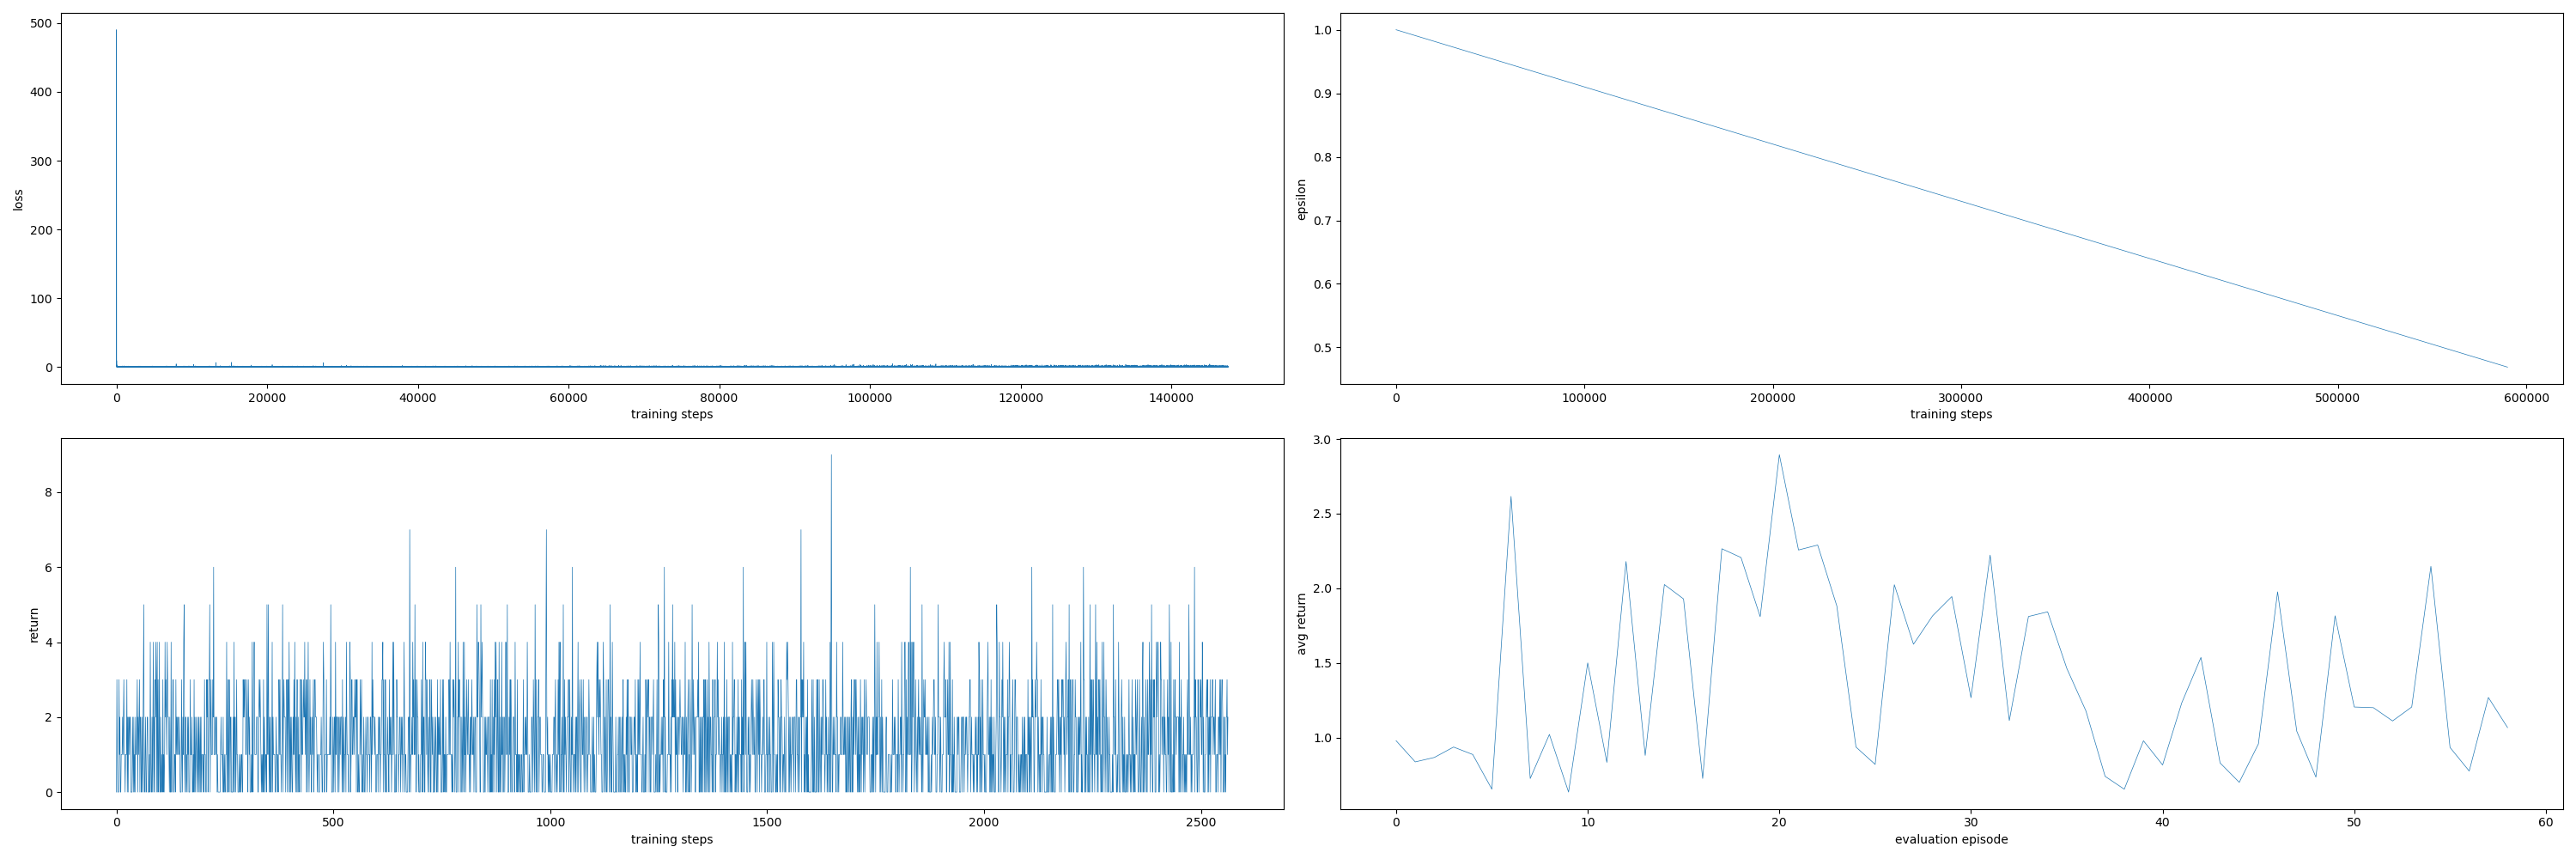 500
400
300
200
100
0
loss
0 20000 40000 60000 80000 100000 120000 140000
training steps
1.0
0.9
0.8
0.7
0.6
0.5
epsilon
0 100000 200000 300000 400000 500000 600000
training steps
8
6
4
2
0
return
0 500 1000 1500 2000 2500
training steps
3.0
2.5
2.0
1.5
1.0
avg return
0 10 20 30 40 50 60
evaluation episode